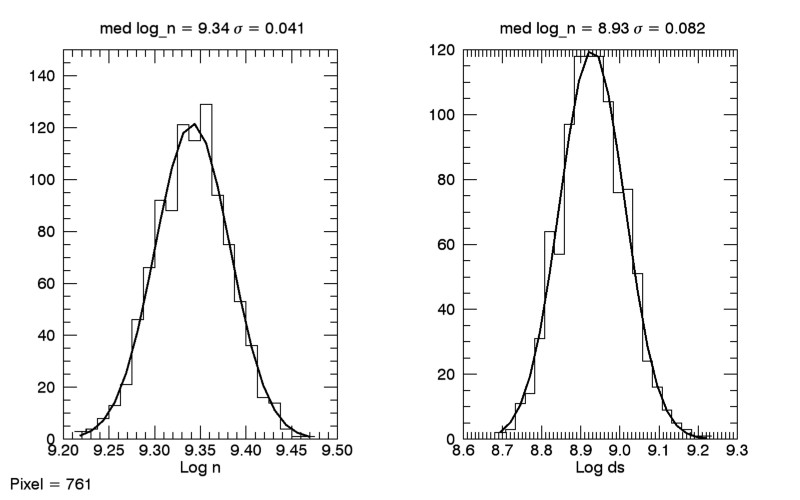 med log_n = 9.34 σ = 0.041
med log_n = 8.93 σ = 0.082
140
120
100
80
60
40
20
0
9.20 9.25 9.30 9.35 9.40 9.45 9.50
Log n
120
100
80
60
40
20
0
8.6 8.7 8.8 8.9 9.0 9.1 9.2 9.3
Log ds
Pixel = 761